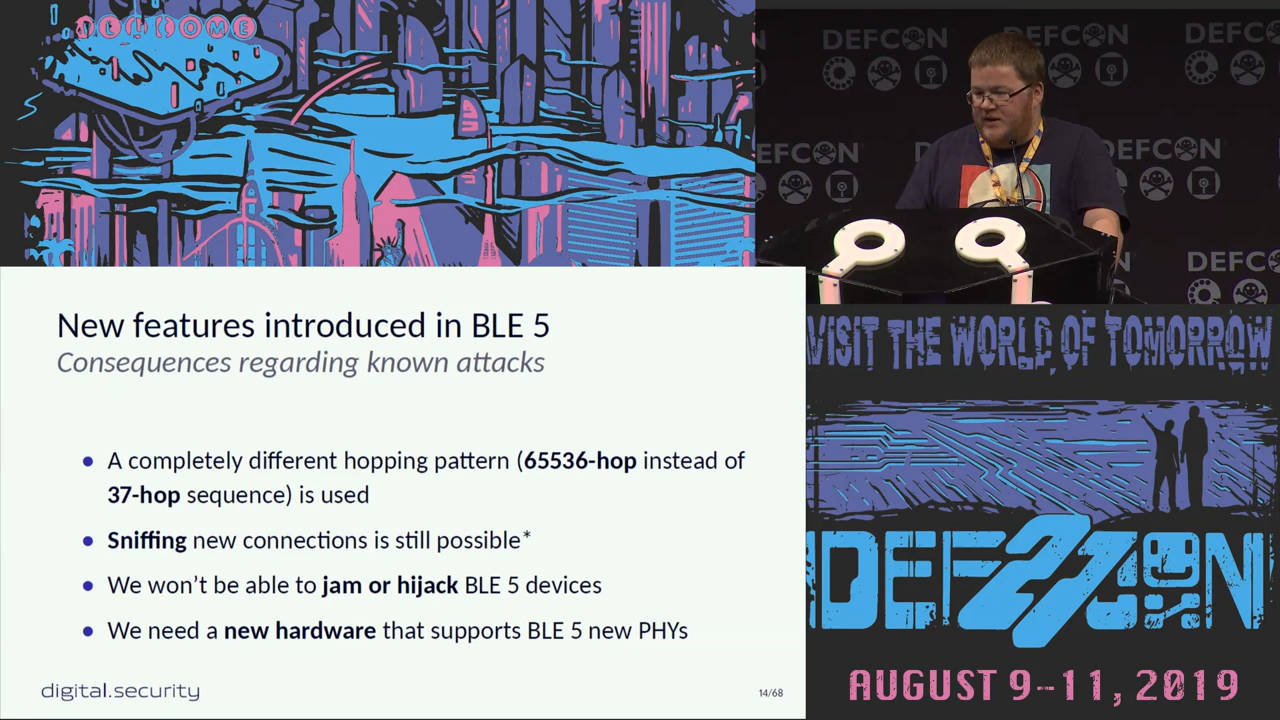 WELCOME
DEFCON
DEFCON
DEFCON
DEFCON
DEFCON
New features introduced in BLE 5
Consequences regarding known attacks
• A completely different hopping pattern (65536-hop instead of
37-hop sequence) is used
• Sniffing new connections is still possible*
• We won't be able to jam or hijack BLE 5 devices
• We need a new hardware that supports BLE 5 new PHYs
digital.security
14/68
VISIT THE WORLD OF TOMORROW
DEF27CON
AUGUST 9-11, 2019